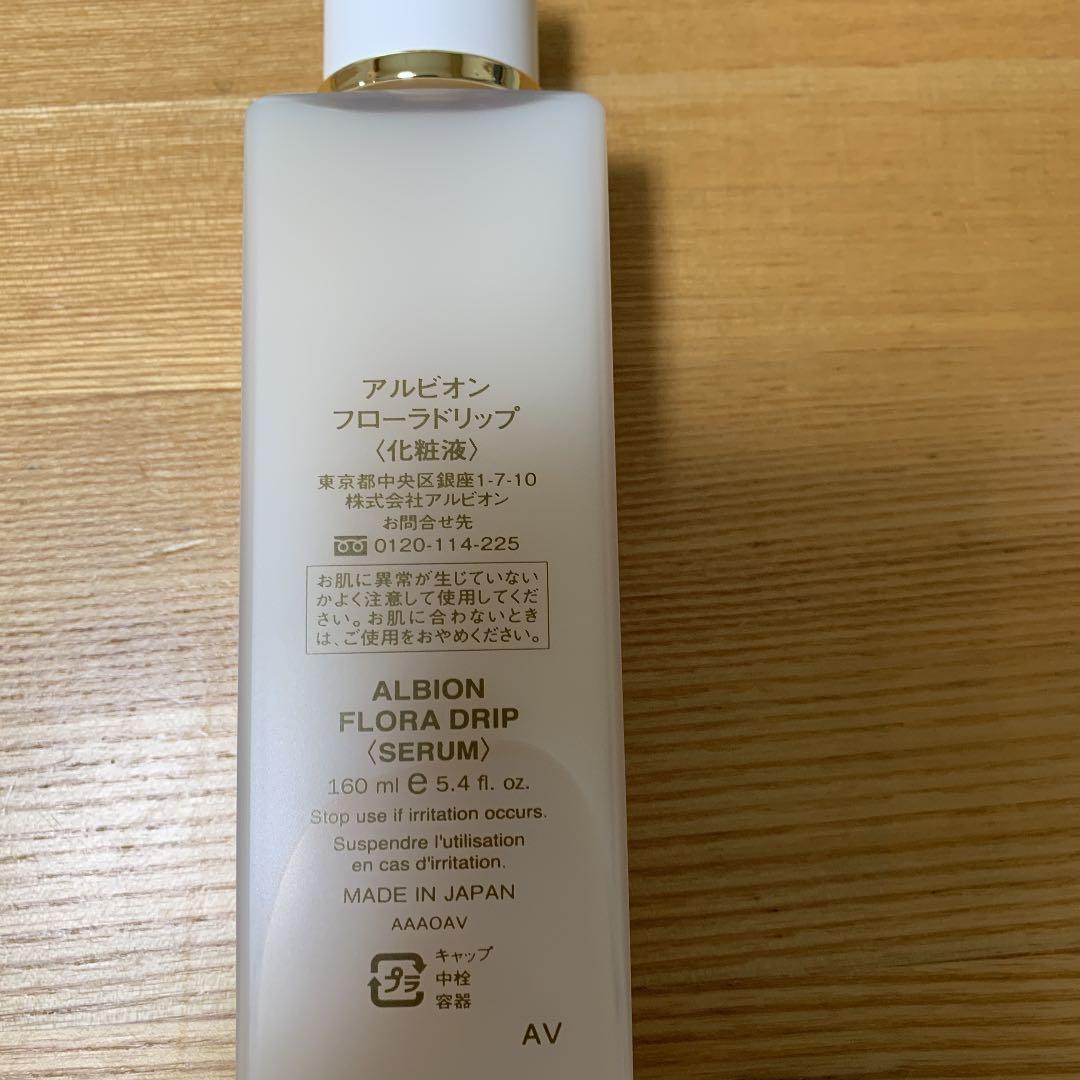 アルビオン
フローラドリップ
〈化粧液〉
東京都中央区銀座1-7-10
株式会社アルビオン
お問合せ先
0120-114-225
お肌に異常が生じていない
かよく注意して使用してくだ
さい。お肌に合わないとき
は、ご使用をおやめください。
ALBION
FLORA DRIP
〈SERUM〉
160 ml e 5.4 fl. oz.
Stop use if irritation occurs.
Suspendre l'utilisation
en cas d'irritation.
MADE IN JAPAN
AAAOAV
プラ
キャップ
中栓
容器
AV